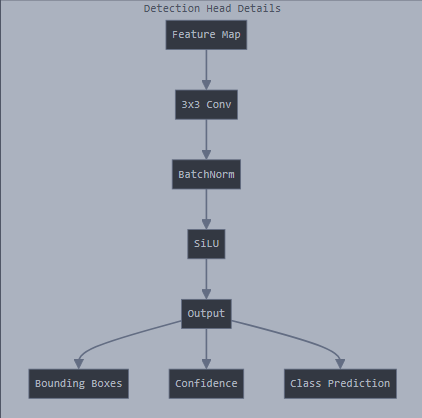 Detection Head Details
Feature Map
3x3 Conv
BatchNorm
SiLU
Output
Bounding Boxes
Confidence
Class Prediction